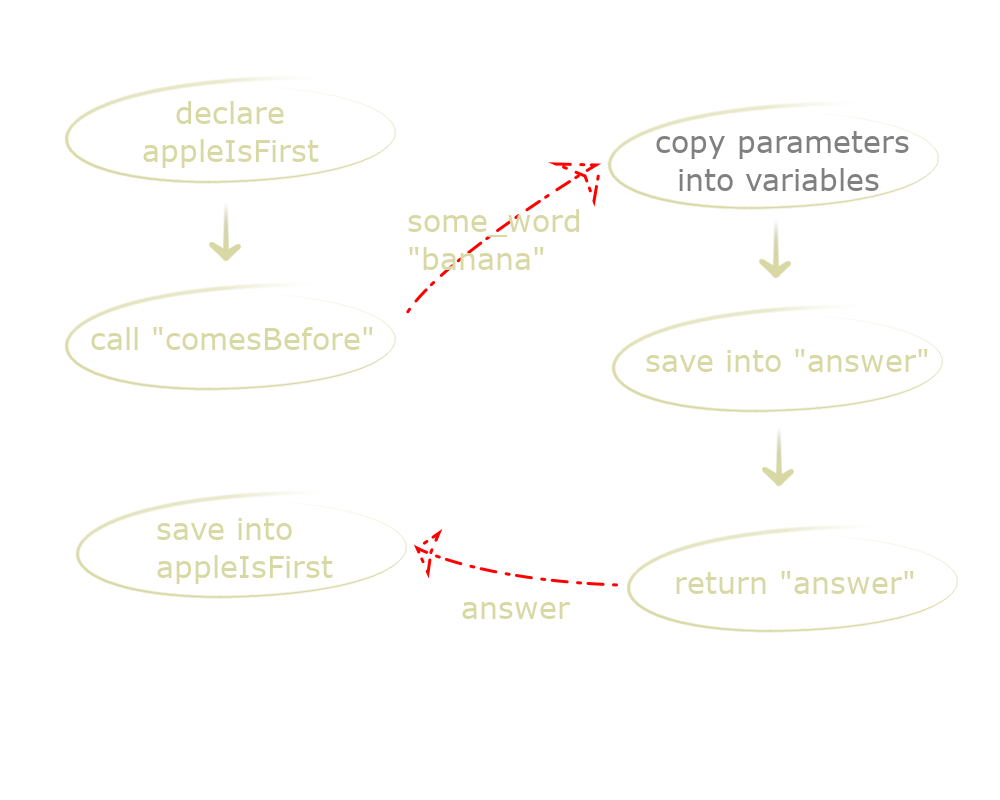 declare
appleIsFirst
call "comesBefore"
some_word
"banana"
copy parameters
into variables
save into "answer"
return "answer"
answer
save into
appleIsFirst